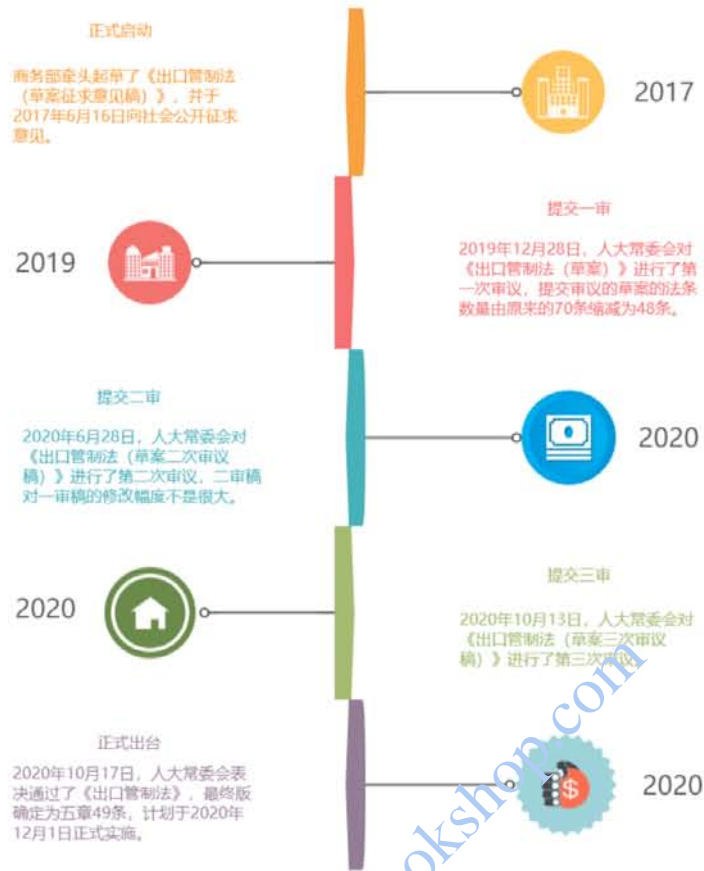 正式启动
商务部牵头起草了《出口管制法
（草案征求意见稿）》，并于
2017年6月16日向社会公开征求
意见。
2017
提交一审
2019年12月28日，人大常委会对
《出口管制法（草案）》进行了第
一次审议，提交审议的草案的法条
数量由原来的70条缩减为48条。
2019
提交二审
2020年6月28日，人大常委会对
《出口管制法（草案二次审议
稿）》进行了第二次审议，二审稿
对一审稿的修改幅度不是很大。
2020
提交三审
2020年10月13日，人大常委会对
《出口管制法（草案三次审议
稿）》进行了第三次审议。
2020
正式出台
2020年10月17日，人大常委会表
决通过了《出口管制法》，最终版
确定为五章49条，计划于2020年
12月1日正式实施。
2020
$
okshop.com